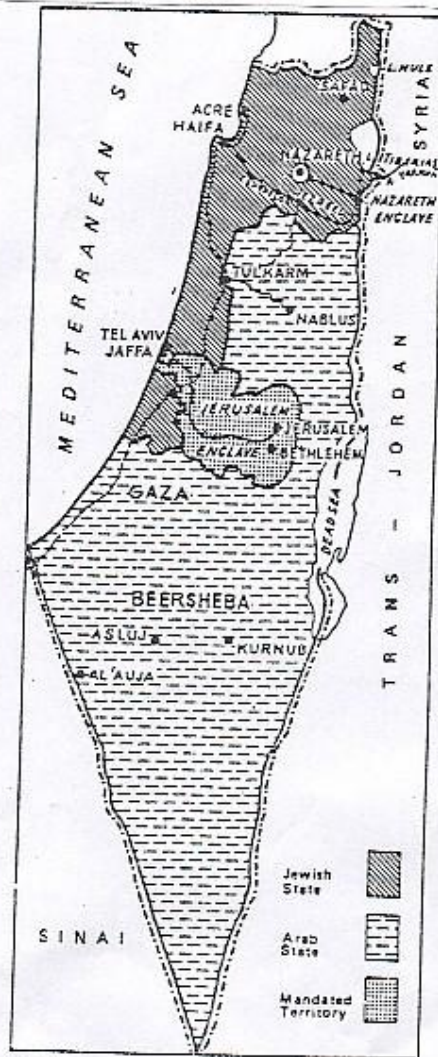 MEDITERRANEAN SEA
L. HULE
SAFAD
SYRIA
ACRE
HAIFA
NAZARETH
L. TIBERIAS
NAZARETH
ENCLAVE
TULKARM
NABLUS
TEL AVIV
JAFFA
JERUSALEM
ENCLAVE
JERUSALEM
BETHLEHEM
GAZA
DEAD SEA
TRANS - JORDAN
BEERSHEBA
ASLUJ
KURNUB
AL'AUJA
SINAI
Jewish
State
Arab
State
Mandated
Territory